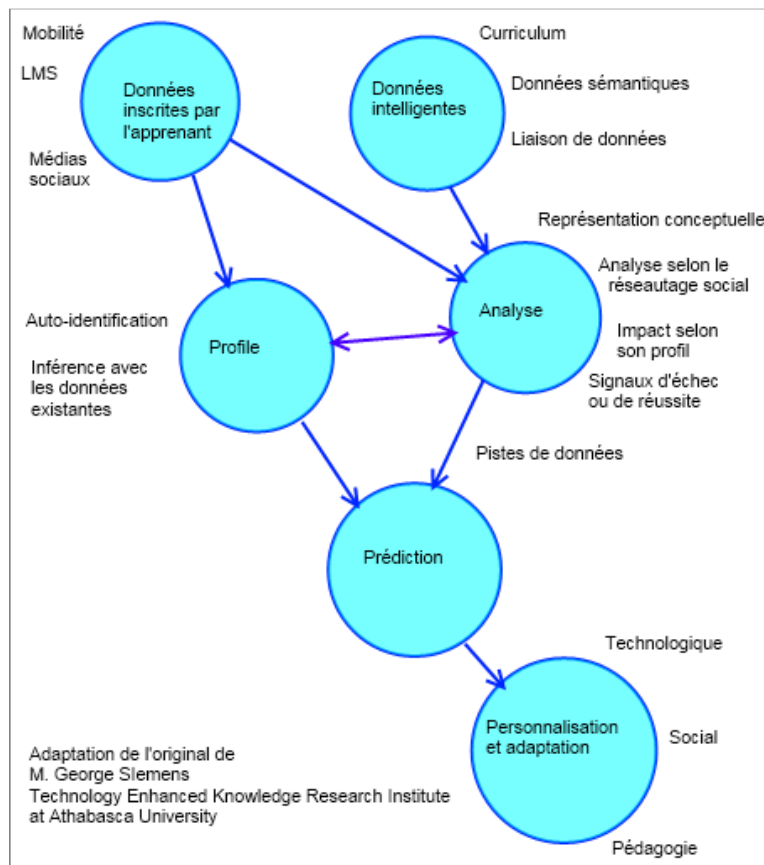 Mobilité
LMS
Données
inscrites par
l'apprenant
Médias
sociaux
Curriculum
Données
intelligentes
Données sémantiques
Liaison de données
Représentation conceptuelle
Analyse selon le
réseautage social
Analyse
Impact selon
son profil
Signaux d'échec
ou de réussite
Auto-identification
Profile
Inférence avec
les données
existantes
Pistes de données
Prédiction
Technologique
Personnalisation
et adaptation
Social
Pédagogie
Adaptation de l'original de
M. George SIemens
Technology Enhanced Knowledge Research Institute
at Athabasca University